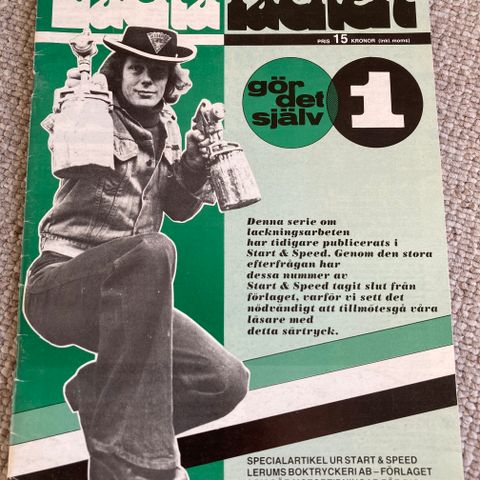 PRIS 15 KRONOR (inkl. moms)
gör
det
själv
1
Denna serie om
lackningsarbeten
har tidigare publicerats i
Start & Speed. Genom den stora
efterfrågan har
dessa nummer av
Start & Speed tagit slut från
förlaget, varför vi sett det
nödvändigt att tillmötesgå våra
läsare med
detta särtryck.
SPECIALARTIKEL UR START & SPEED
LERUMS BOKTRYCKERI AB – FÖRLAGET